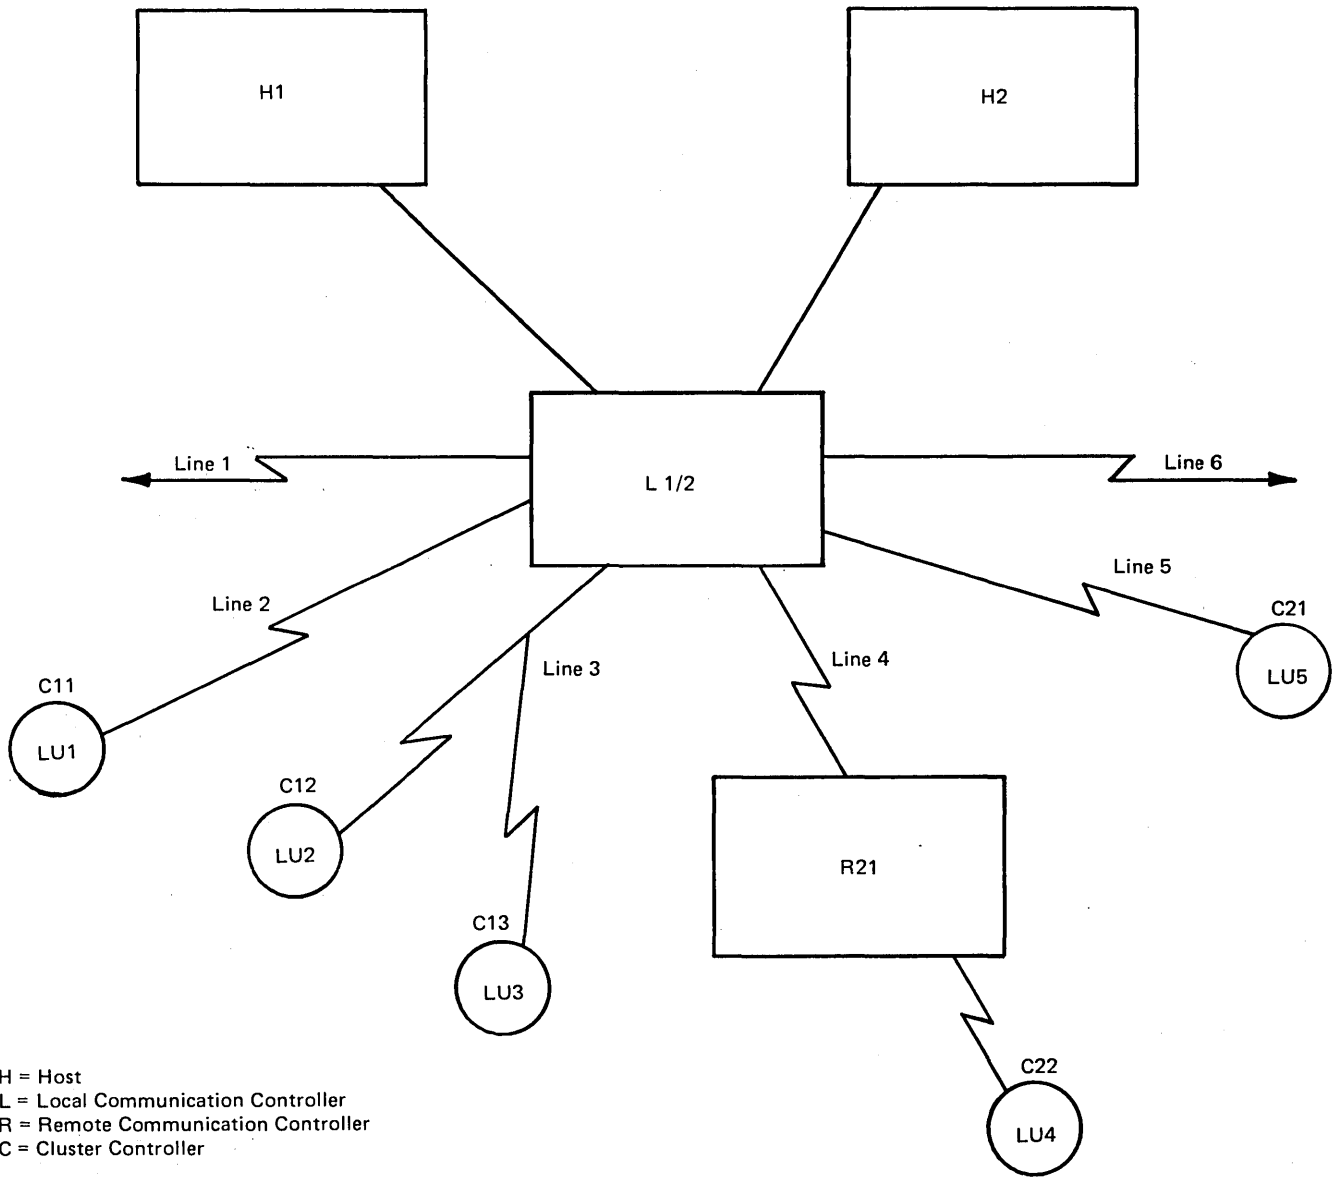 H1
H2
L 1/2
Line 1
Line 6
Line 2
Line 3
Line 4
Line 5
C21
LU5
C11
LU1
C12
LU2
R21
C13
LU3
C22
LU4
H = Host
L = Local Communication Controller
R = Remote Communication Controller
C = Cluster Controller